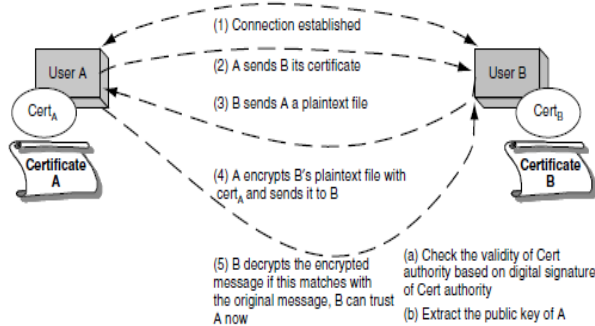 (1) Connection established
User A
(2) A sends B its certificate
User B
Cert_A
(3) B sends A a plaintext file
Cert_B
Certificate
A
Certificate
B
(4) A encrypts B's plaintext file with
cert_A and sends it to B
(5) B decrypts the encrypted
message if this matches with
the original message, B can trust
A now
(a) Check the validity of Cert
authority based on digital signature
of Cert authority
(b) Extract the public key of A